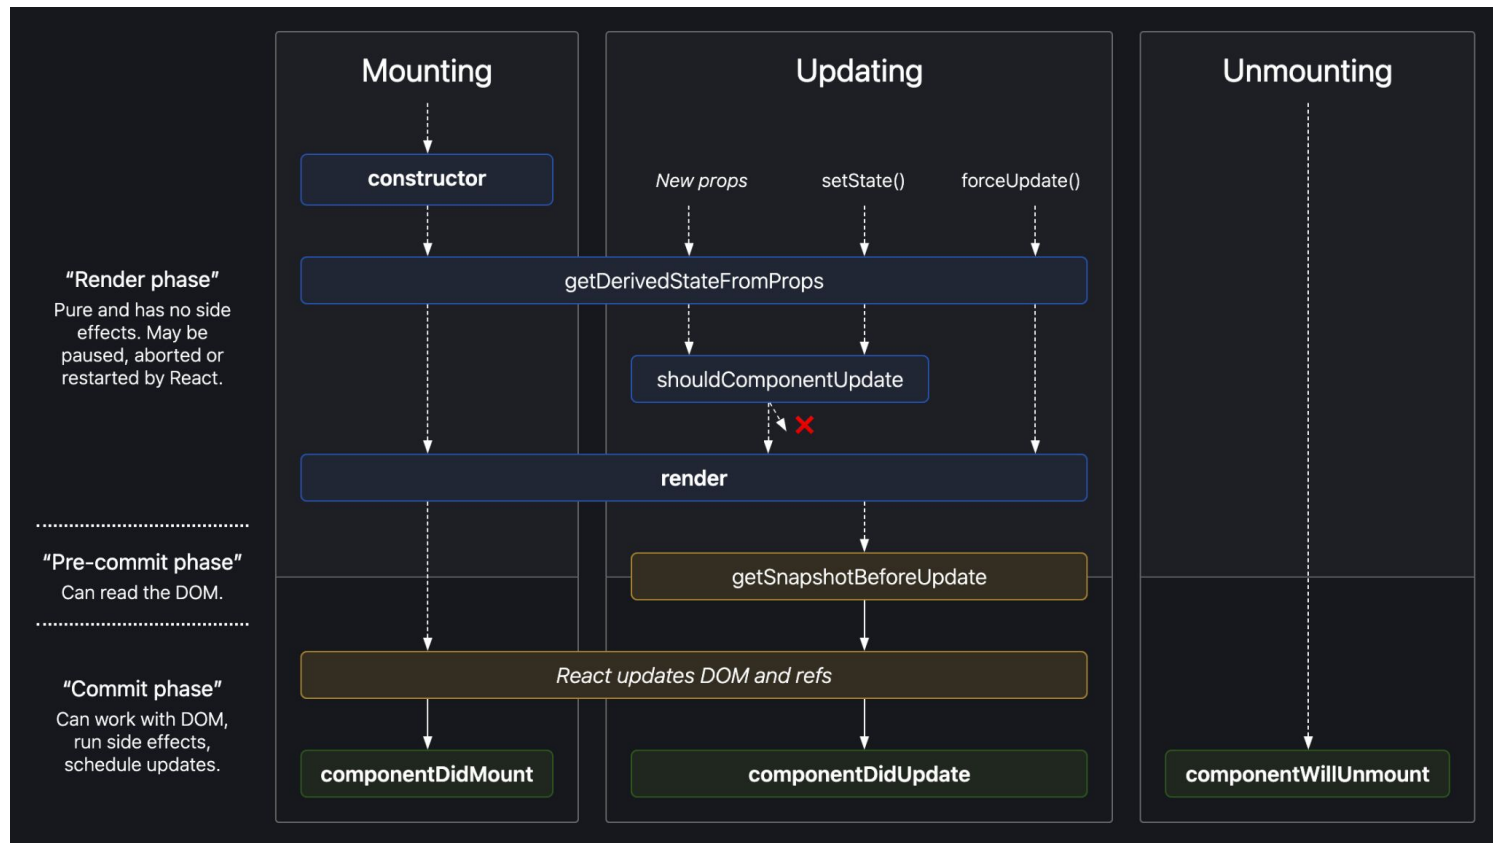 Mounting
Updating
Unmounting
constructor
New props
setState()
forceUpdate()
“Render phase”
Pure and has no side
effects. May be
paused, aborted or
restarted by React.
getDerivedStateFromProps
shouldComponentUpdate
render
“Pre-commit phase”
Can read the DOM.
getSnapshotBeforeUpdate
React updates DOM and refs
“Commit phase”
Can work with DOM,
run side effects,
schedule updates.
componentDidMount
componentDidUpdate
componentWillUnmount